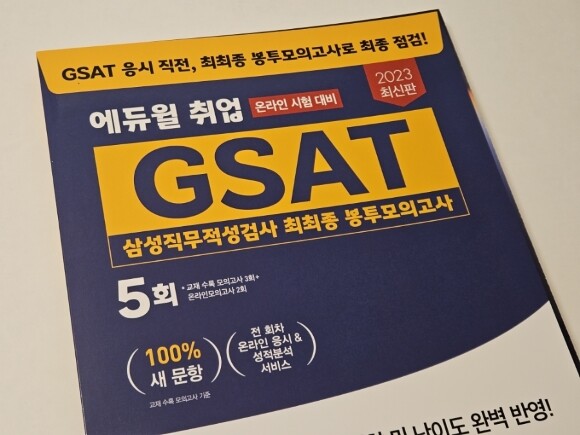 GSAT 응시 직전, 최최종 봉투모의고사로 최종 점검!
2023
최신판
에듀윌 취업 온라인 시험 대비
GSAT
삼성직무적성검사 최최종 봉투모의고사
5회 • 교재 수록 모의고사 3회+
온라인모의고사 2회
100%
새 문항
교재 수록 모의고사 기준
전 회차
온라인 응시 &
성적분석
서비스
및 난이도 완벽 반영!